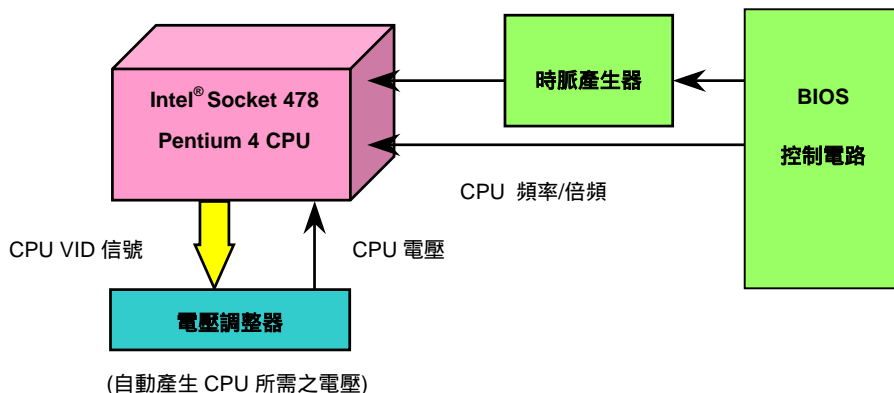 Intel® Socket 478
Pentium 4 CPU
時脈產生器
BIOS
控制電路
CPU 頻率/倍頻
CPU VID 信號
CPU 電壓
電壓調整器
(自動產生 CPU 所需之電壓)